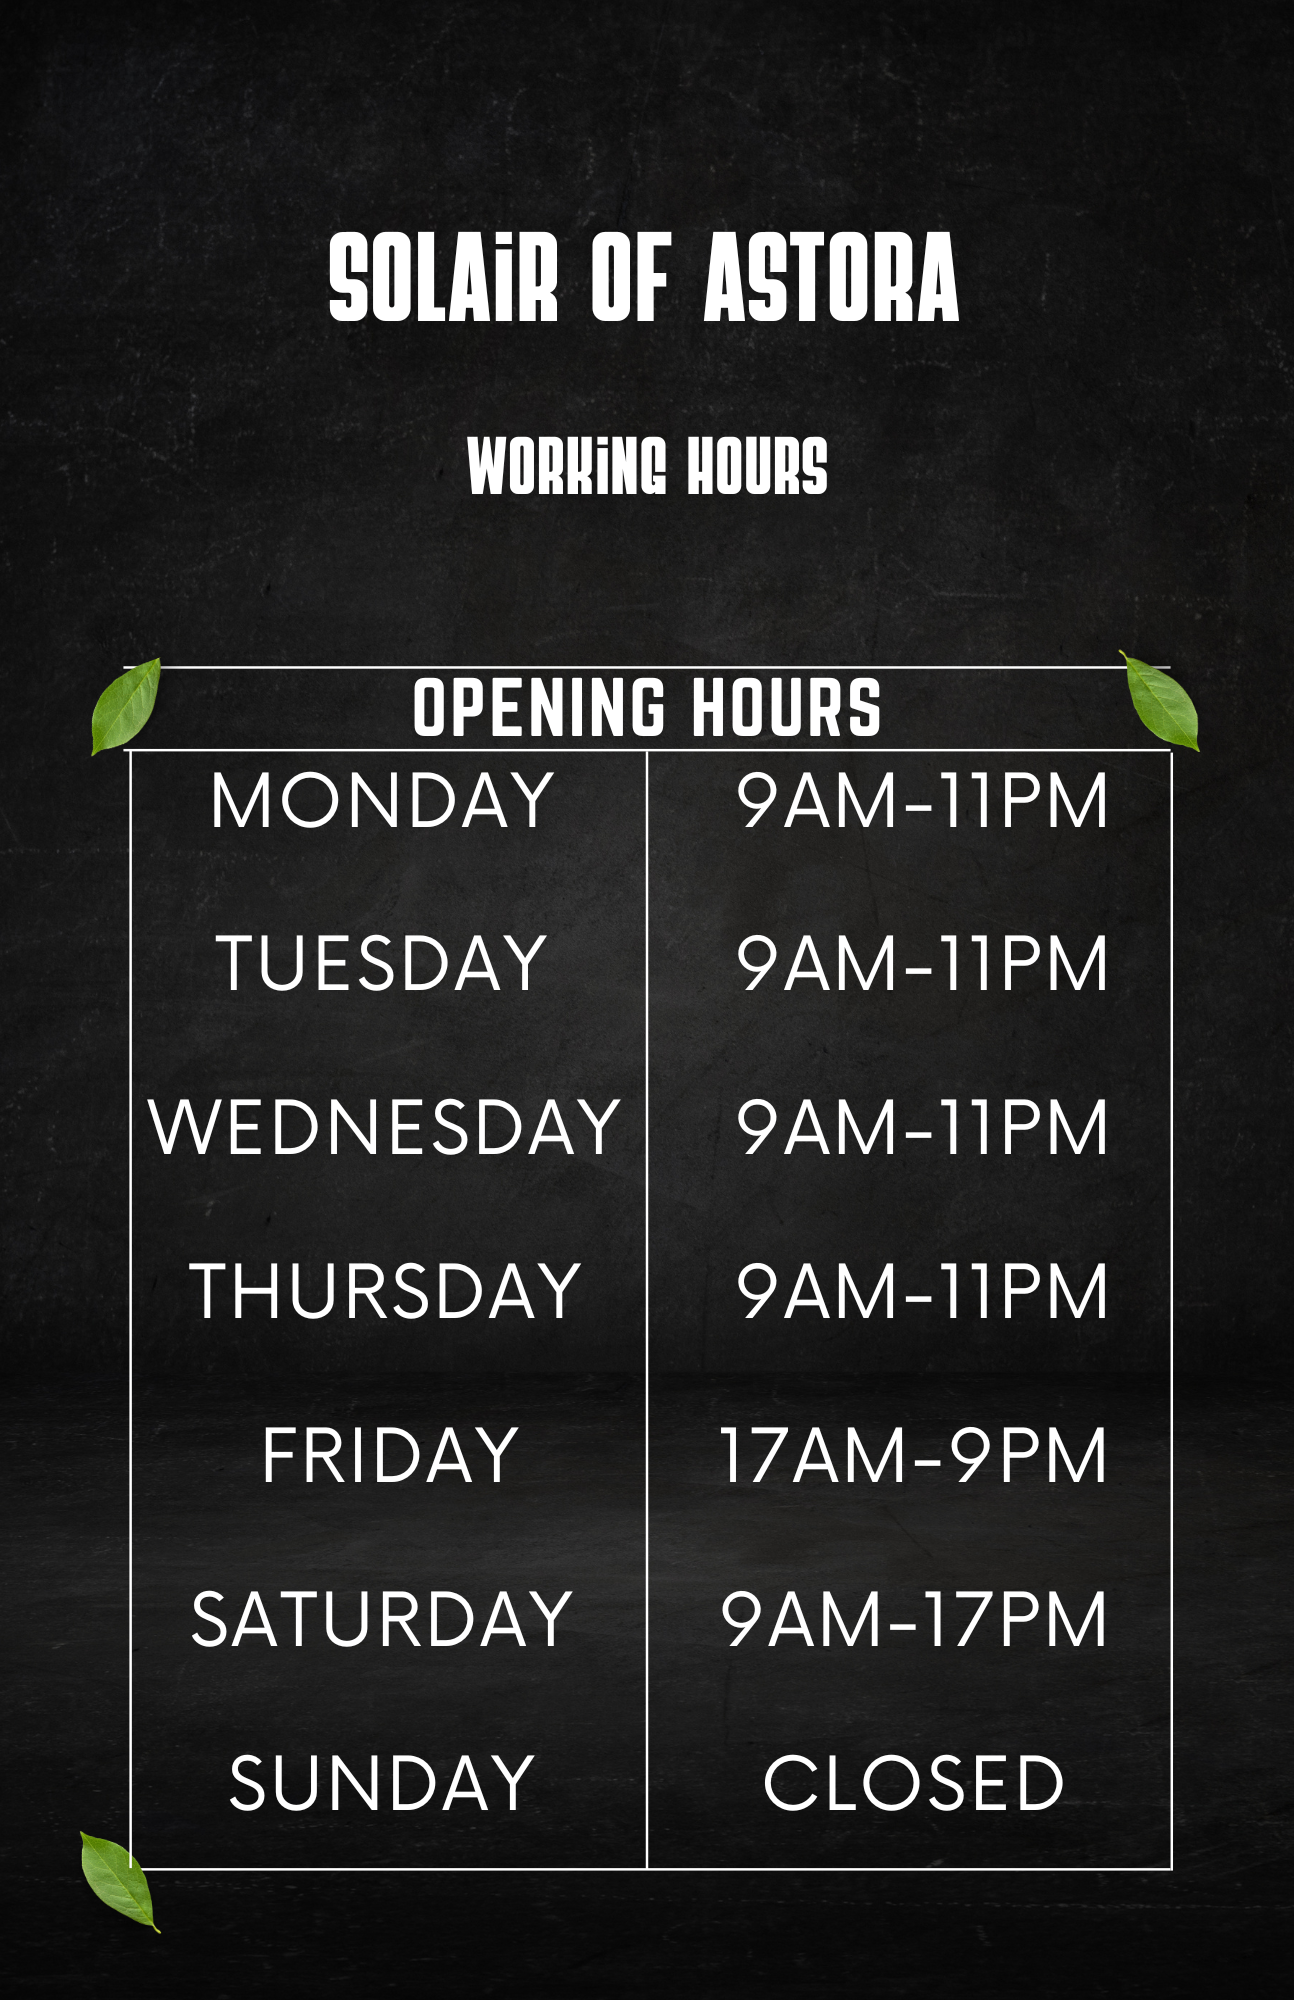 SOLAiR OF ASTORA
WORKiNG HOURS
OPENING HOURS
MONDAY 9AM-11PM
TUESDAY 9AM-11PM
WEDNESDAY 9AM-11PM
THURSDAY 9AM-11PM
FRIDAY 17AM-9PM
SATURDAY 9AM-17PM
SUNDAY CLOSED